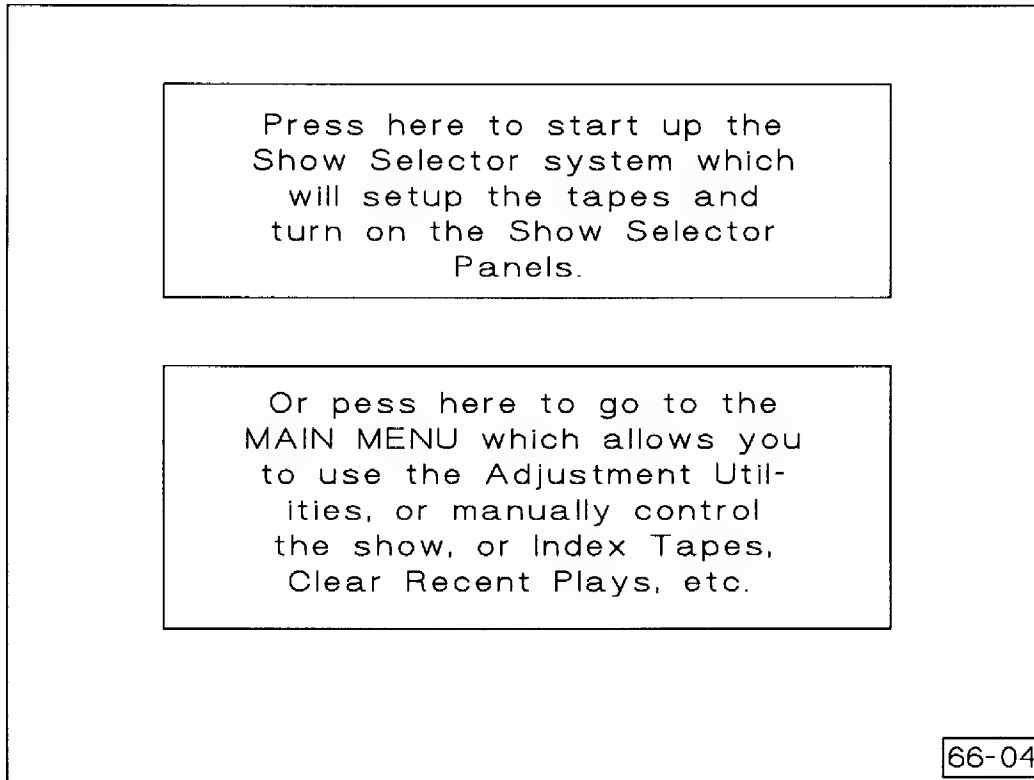 Press here to start up the
Show Selector system which
will setup the tapes and
turn on the Show Selector
Panels.
Or pess here to go to the
MAIN MENU which allows you
to use the Adjustment Util-
ities, or manually control
the show, or Index Tapes,
Clear Recent Plays, etc.
66-04